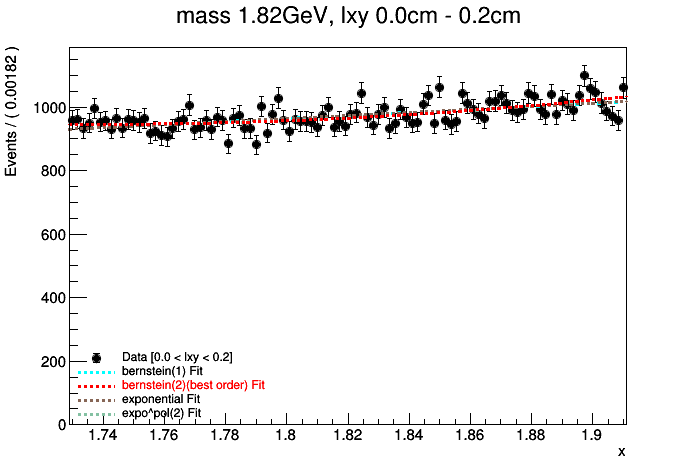 mass 1.82GeV, lxy 0.0cm - 0.2cm
Events / ( 0.00182 )
1000
800
600
400
200
0
Data [0.0 < lxy < 0.2]
bernstein(1) Fit
bernstein(2)(best order) Fit
exponential Fit
expo^pol(2) Fit
1.74 1.76 1.78 1.8 1.82 1.84 1.86 1.88 1.9
x